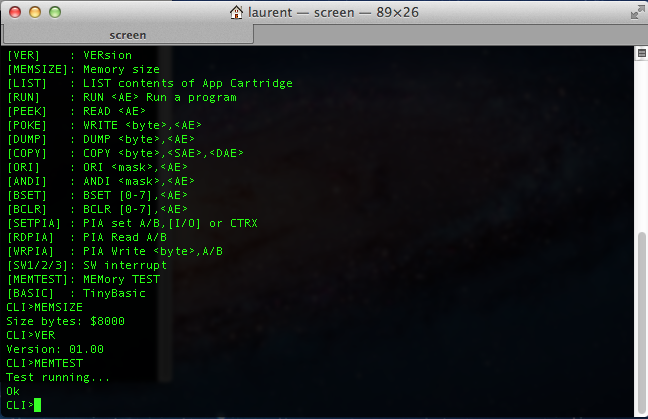 laurent — screen — 89×26
screen
[VER]    : VERsion
[MEMSIZE]: Memory size
[LIST]   : LIST contents of App Cartridge
[RUN]    : RUN <AE> Run a program
[PEEK]   : READ <AE>
[POKE]   : WRITE <byte>,<AE>
[DUMP]   : DUMP <byte>,<AE>
[COPY]   : COPY <byte>,<SAE>,<DAE>
[ORI]    : ORI <mask>,<AE>
[ANDI]   : ANDI <mask>,<AE>
[BSET]   : BSET [0-7],<AE>
[BCLR]   : BCLR [0-7],<AE>
[SETPIA] : PIA set A/B,[I/O] or CTRX
[RDPIA]  : PIA Read A/B
[WRPIA]  : PIA Write <byte>,A/B
[SW1/2/3]: SW interrupt
[MEMTEST]: MEMory TEST
[BASIC]  : TinyBasic
CLI>MEMSIZE
Size bytes: $8000
CLI>VER
Version: 01.00
CLI>MEMTEST
Test running...
Ok
CLI>